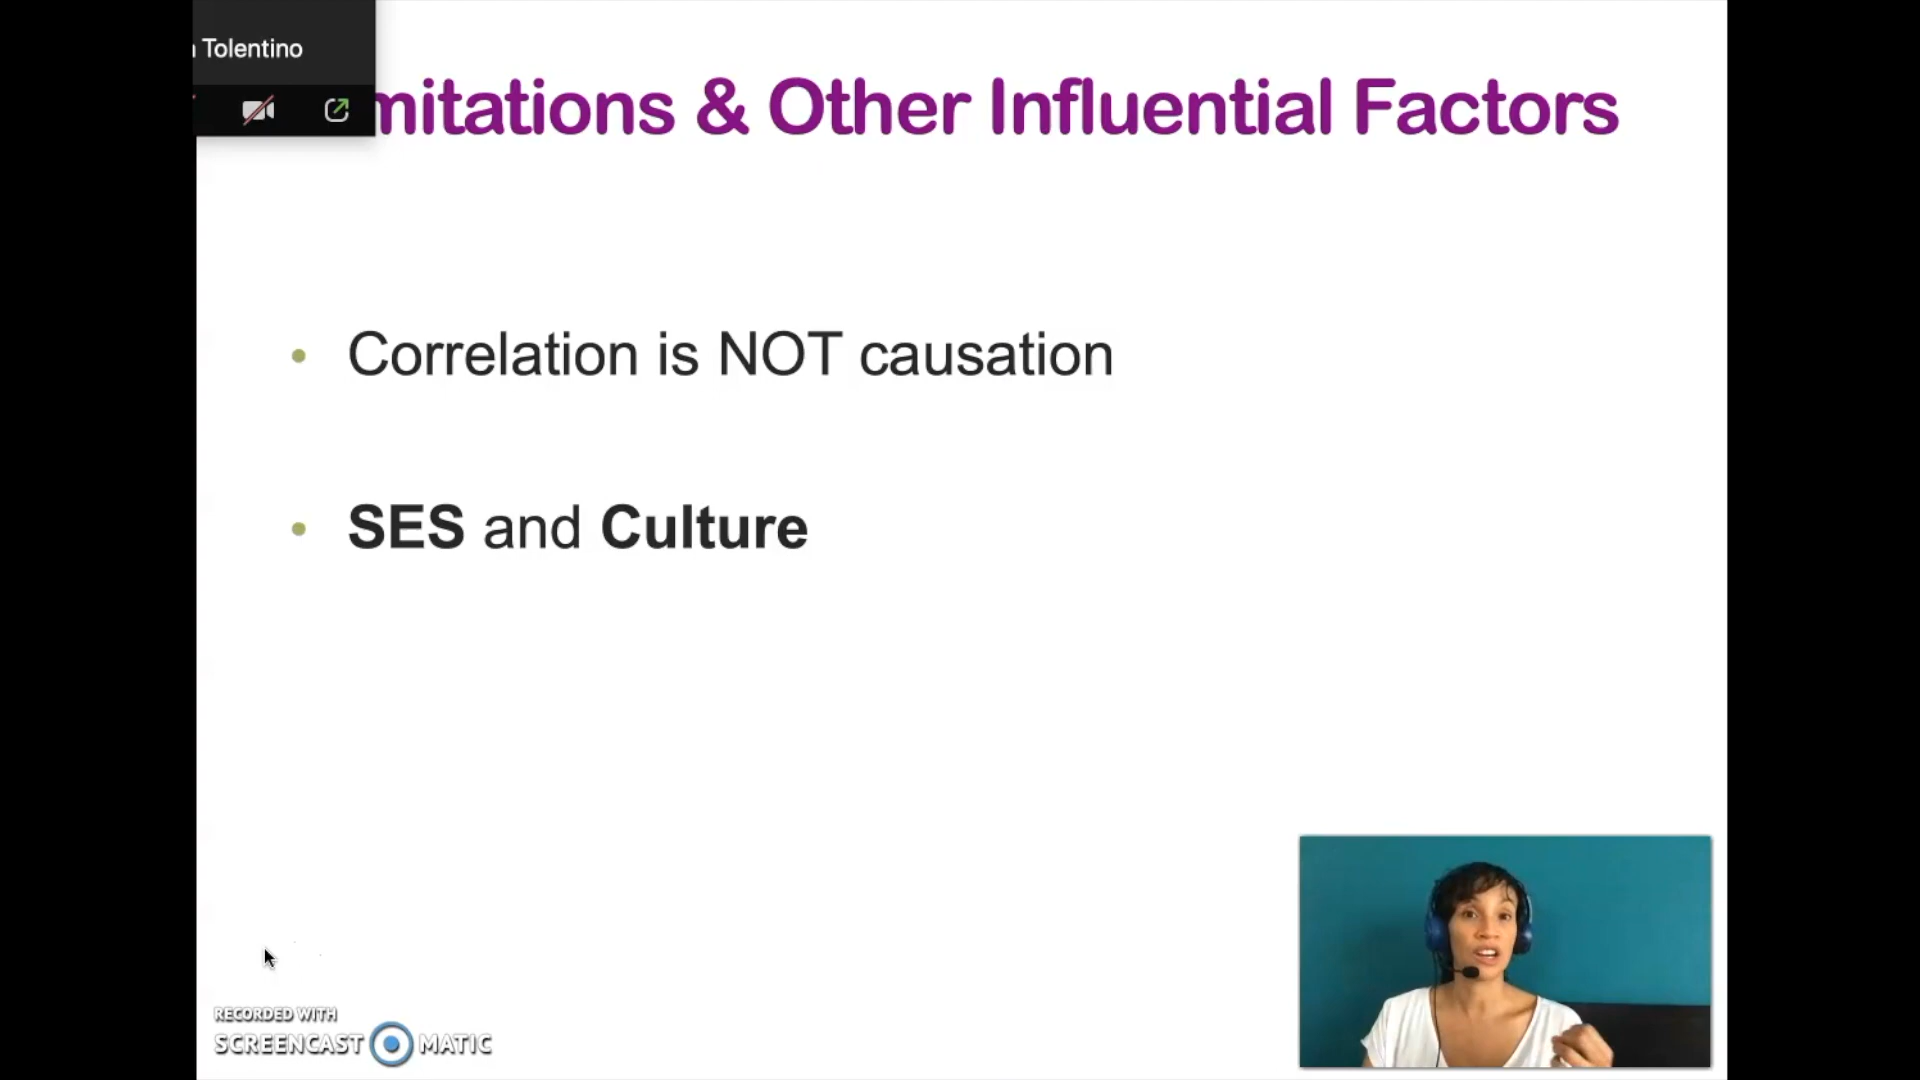 Tolentino
mitations & Other Influential Factors
Correlation is NOT causation
SES and Culture
RECORDED WITH
SCREENCAST MATIC